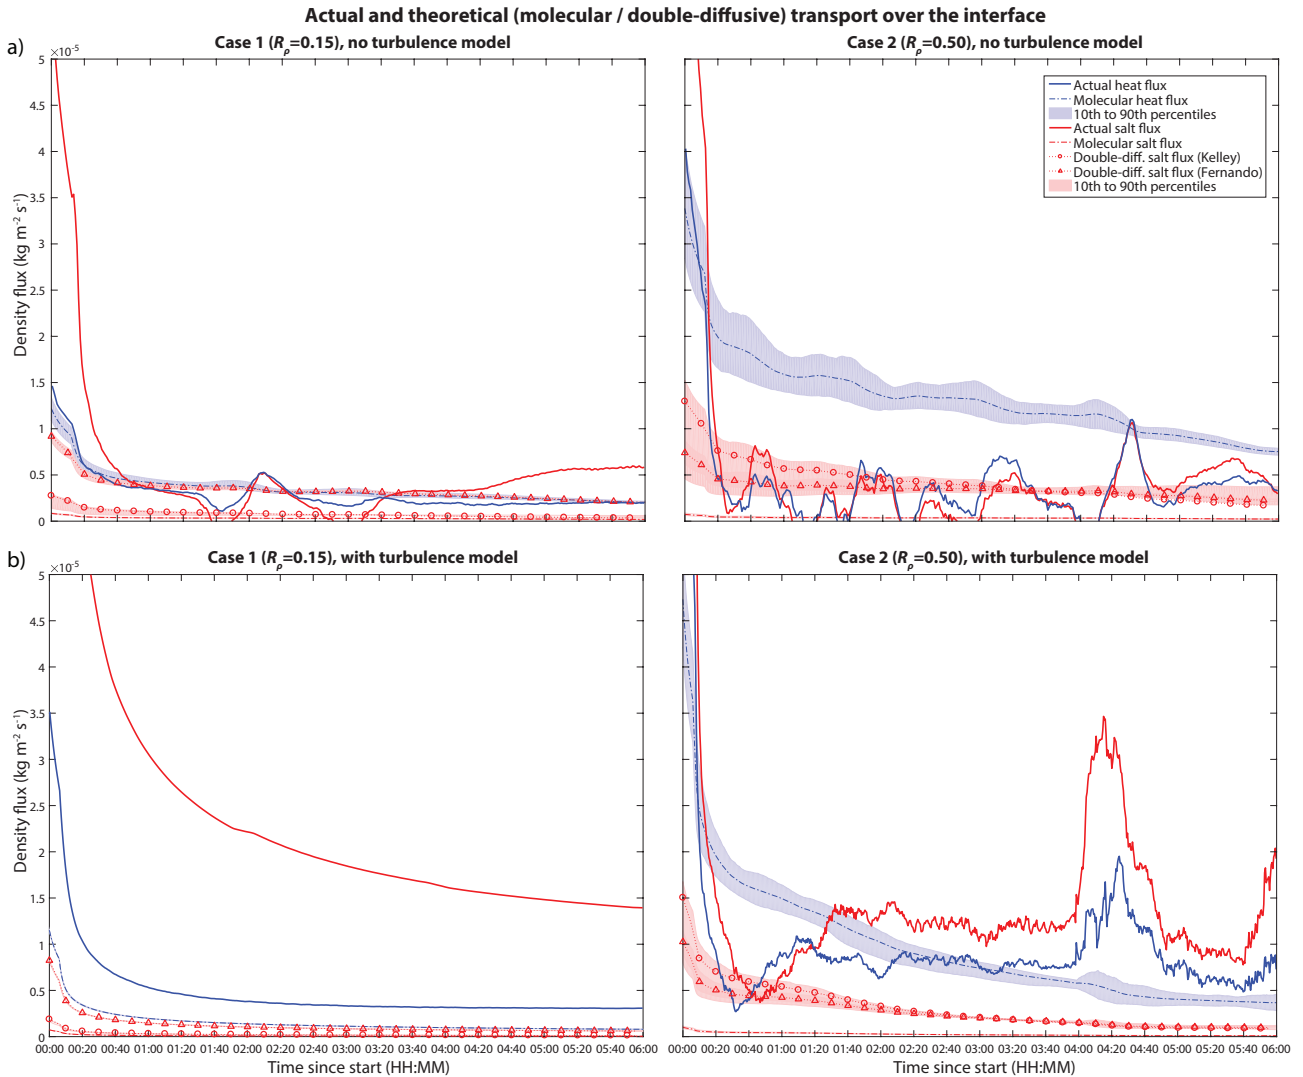 Actual and theoretical (molecular / double-diffusive) transport over the interface
a)
Case 1 (Rρ=0.15), no turbulence model
×10-5
5
4.5
4
3.5
3
2.5
2
1.5
1
0.5
0
Density flux (kg m-2 s-1)
Case 2 (Rρ=0.50), no turbulence model
Actual heat flux
Molecular heat flux
10th to 90th percentiles
Actual salt flux
Molecular salt flux
Double-diff. salt flux (Kelley)
Double-diff. salt flux (Fernando)
10th to 90th percentiles
b)
Case 1 (Rρ=0.15), with turbulence model
×10-5
5
4.5
4
3.5
3
2.5
2
1.5
1
0.5
0
Density flux (kg m-2 s-1)
00:00 00:20 00:40 01:00 01:20 01:40 02:00 02:20 02:40 03:00 03:20 03:40 04:00 04:20 04:40 05:00 05:20 05:40 06:00
Time since start (HH:MM)
Case 2 (Rρ=0.50), with turbulence model
00:00 00:20 00:40 01:00 01:20 01:40 02:00 02:20 02:40 03:00 03:20 03:40 04:00 04:20 04:40 05:00 05:20 05:40 06:00
Time since start (HH:MM)